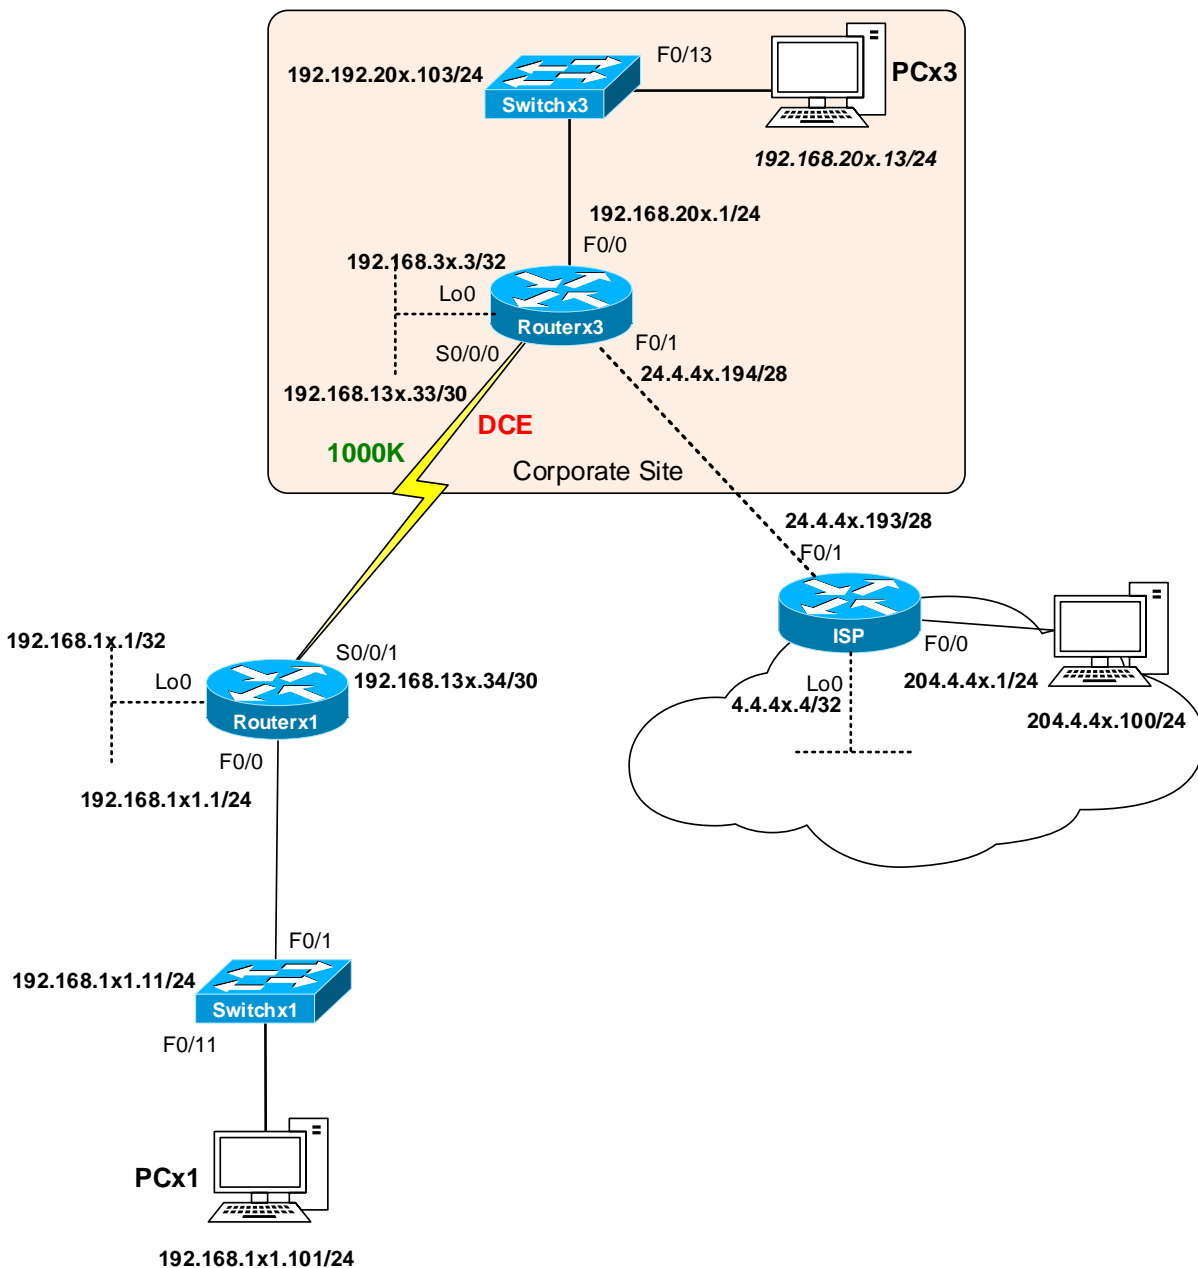 F0/13
PCx3
192.192.20x.103/24
Switchx3
192.168.20x.13/24
192.168.20x.1/24
F0/0
192.168.3x.3/32
Lo0
Routerx3
F0/1
S0/0/0
24.4.4x.194/28
192.168.13x.33/30
DCE
1000K
Corporate Site
24.4.4x.193/28
F0/1
ISP
F0/0
192.168.1x.1/32
S0/0/1
Lo0
192.168.13x.34/30
Lo0
204.4.4x.1/24
4.4.4x.4/32
Routerx1
204.4.4x.100/24
F0/0
192.168.1x1.1/24
F0/1
192.168.1x1.11/24
Switchx1
F0/11
PCx1
192.168.1x1.101/24